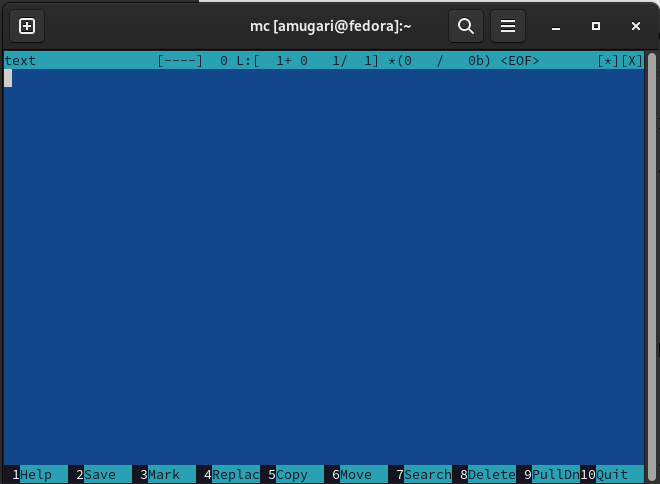 mc [amugari@fedora]:~
text [----] 0 L:[ 1+ 0 1/ 1] *(0 / 0b) <EOF> [*][X]
1Help 2Save 3Mark 4Replac 5Copy 6Move 7Search 8Delete 9PullDn 10Quit